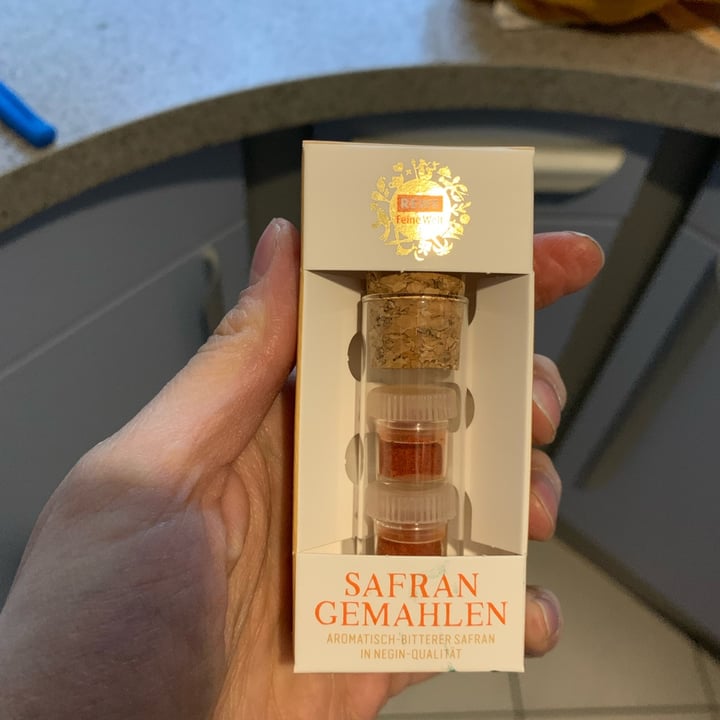 REWE
Feine Welt
SAFRAN
GEMAHLEN
AROMATISCH-BITTERER SAFRAN
IN NEGIN-QUALITÄT